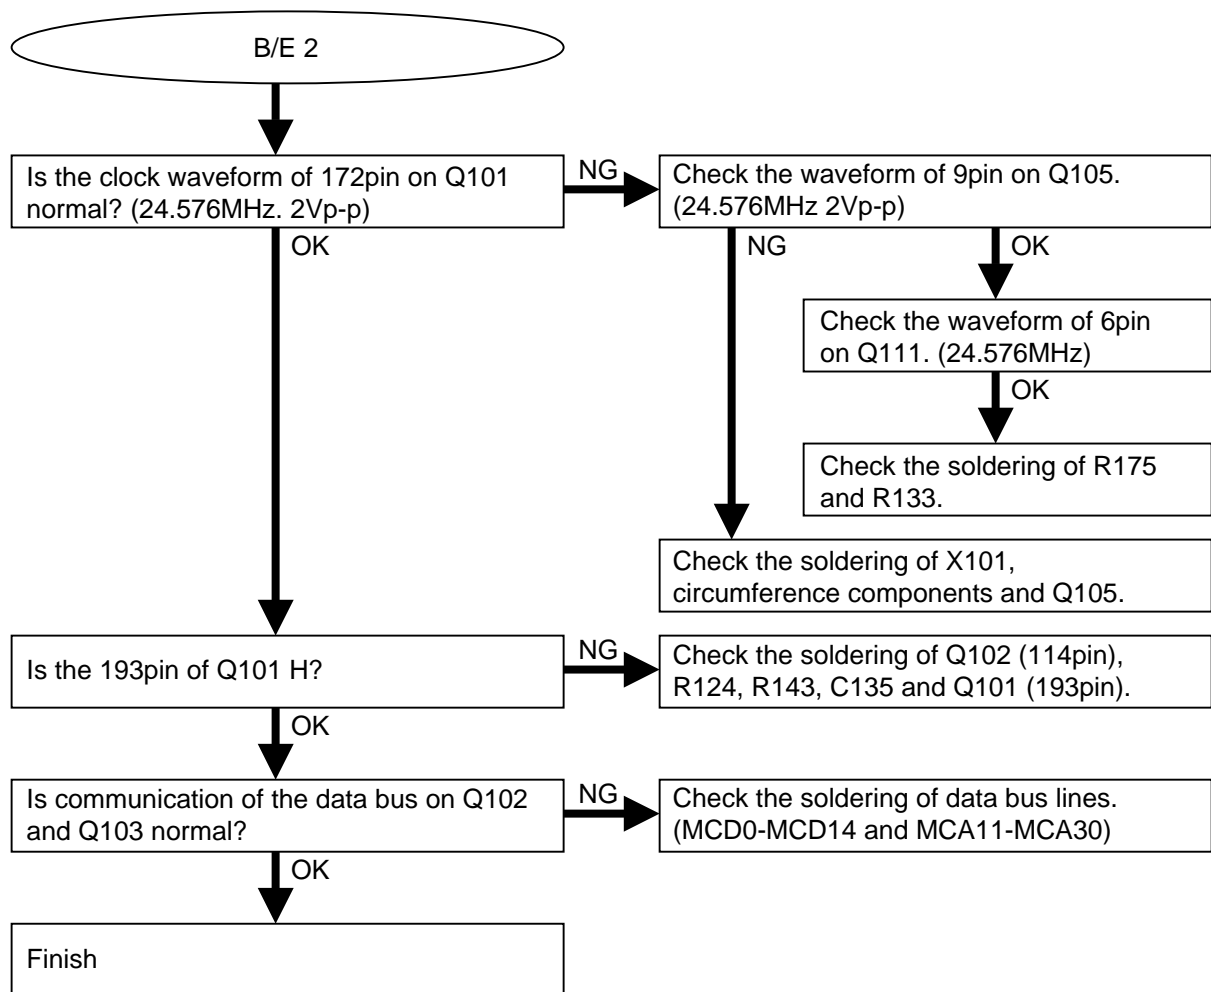 B/E 2
Is the clock waveform of 172pin on Q101
normal? (24.576MHz. 2Vp-p)
NG
Check the waveform of 9pin on Q105.
(24.576MHz 2Vp-p)
OK
NG
OK
Check the waveform of 6pin
on Q111. (24.576MHz)
OK
Check the soldering of R175
and R133.
Check the soldering of X101,
circumference components and Q105.
Is the 193pin of Q101 H?
NG
Check the soldering of Q102 (114pin),
R124, R143, C135 and Q101 (193pin).
OK
Is communication of the data bus on Q102
and Q103 normal?
NG
Check the soldering of data bus lines.
(MCD0-MCD14 and MCA11-MCA30)
OK
Finish